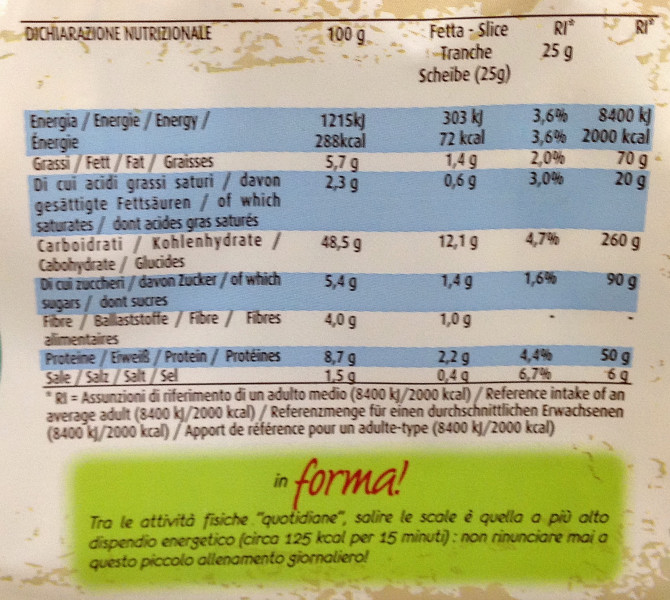 DICHIARAZIONE NUTRIZIONALE 100 g Fetta - Slice RI* RI*
Tranche 25 g
Scheibe (25g)
Energia / Energie / Energy / 1215kJ 303 kJ 3,6% 8400 kJ
Énergie 288kcal 72 kcal 3,6% 2000 kcal
Grassi / Fett / Fat / Graisses 5,7 g 1,4 g 2,0% 70 g
Di cui acidi grassi saturi / davon 2,3 g 0,6 g 3,0% 20 g
gesättigte Fettsäuren / of which
saturates / dont acides gras saturés
Carboidrati / Kohlenhydrate / 48,5 g 12,1 g 4,7% 260 g
Cabohydrate / Glucides
Di cui zuccheri / davon Zucker / of which 5,4 g 1,4 g 1,6% 90 g
sugars / dont sucres
Fibre / Ballaststoffe / Fibre / Fibres 4,0 g 1,0 g - -
alimentaires
Proteine / Eiweiß / Protein / Protéines 8,7 g 2,2 g 4,4% 50 g
Sale / Salz / Salt / Sel 1,5 g 0,4 g 6,7% 6 g
* RI = Assunzioni di riferimento di un adulto medio (8400 kJ/2000 kcal) / Reference intake of an
average adult (8400 kJ/2000 kcal) / Referenzmenge für einen durchschnittlichen Erwachsenen
(8400 kJ/2000 kcal) / Apport de référence pour un adulte-type (8400 kJ/2000 kcal)
in forma!
Tra le attività fisiche "quotidiane", salire le scale è quella a più alto
dispendio energetico (circa 125 kcal per 15 minuti) : non rinunciare mai a
questo piccolo allenamento giornaliero!